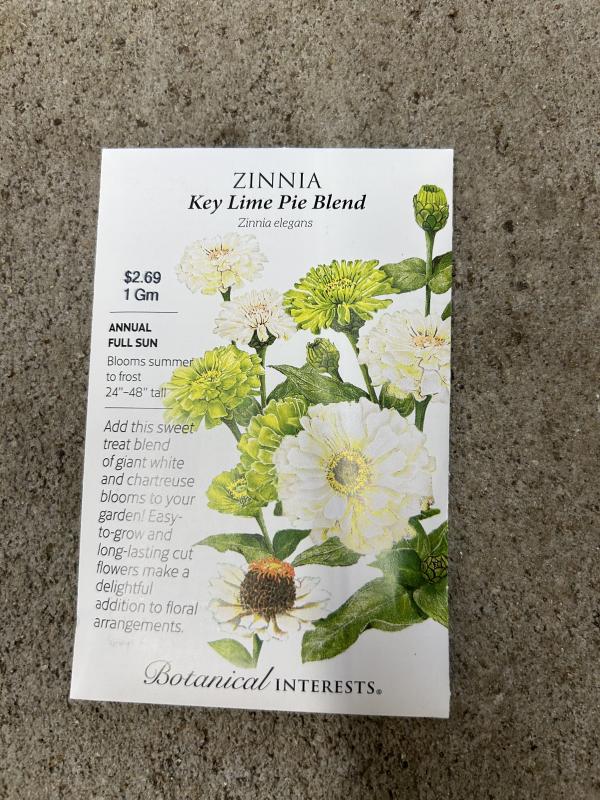 ZINNIA
Key Lime Pie Blend
Zinnia elegans
$2.69
1 Gm
ANNUAL
FULL SUN
Blooms summer
to frost
24"–48" tall
Add this sweet
treat blend
of giant white
and chartreuse
blooms to your
garden! Easy-
to-grow and
long-lasting cut
flowers make a
delightful
addition to floral
arrangements.
Botanical INTERESTS®